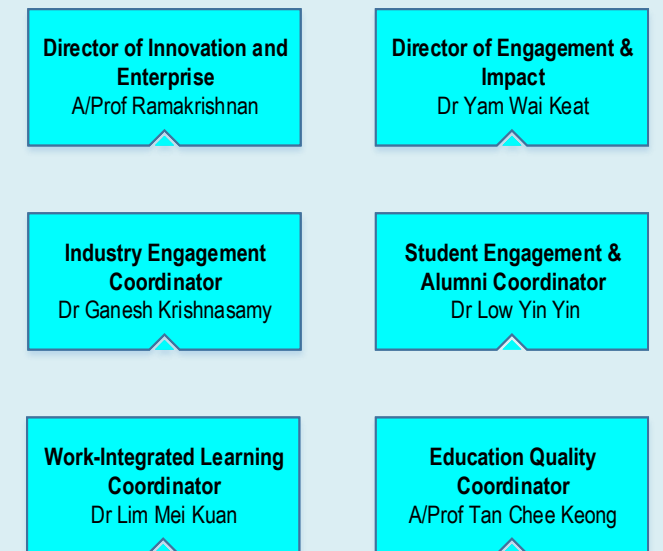 Director of Innovation and
Enterprise
A/Prof Ramakrishnan
Director of Engagement &
Impact
Dr Yam Wai Keat
Industry Engagement
Coordinator
Dr Ganesh Krishnasamy
Student Engagement &
Alumni Coordinator
Dr Low Yin Yin
Work-Integrated Learning
Coordinator
Dr Lim Mei Kuan
Education Quality
Coordinator
A/Prof Tan Chee Keong